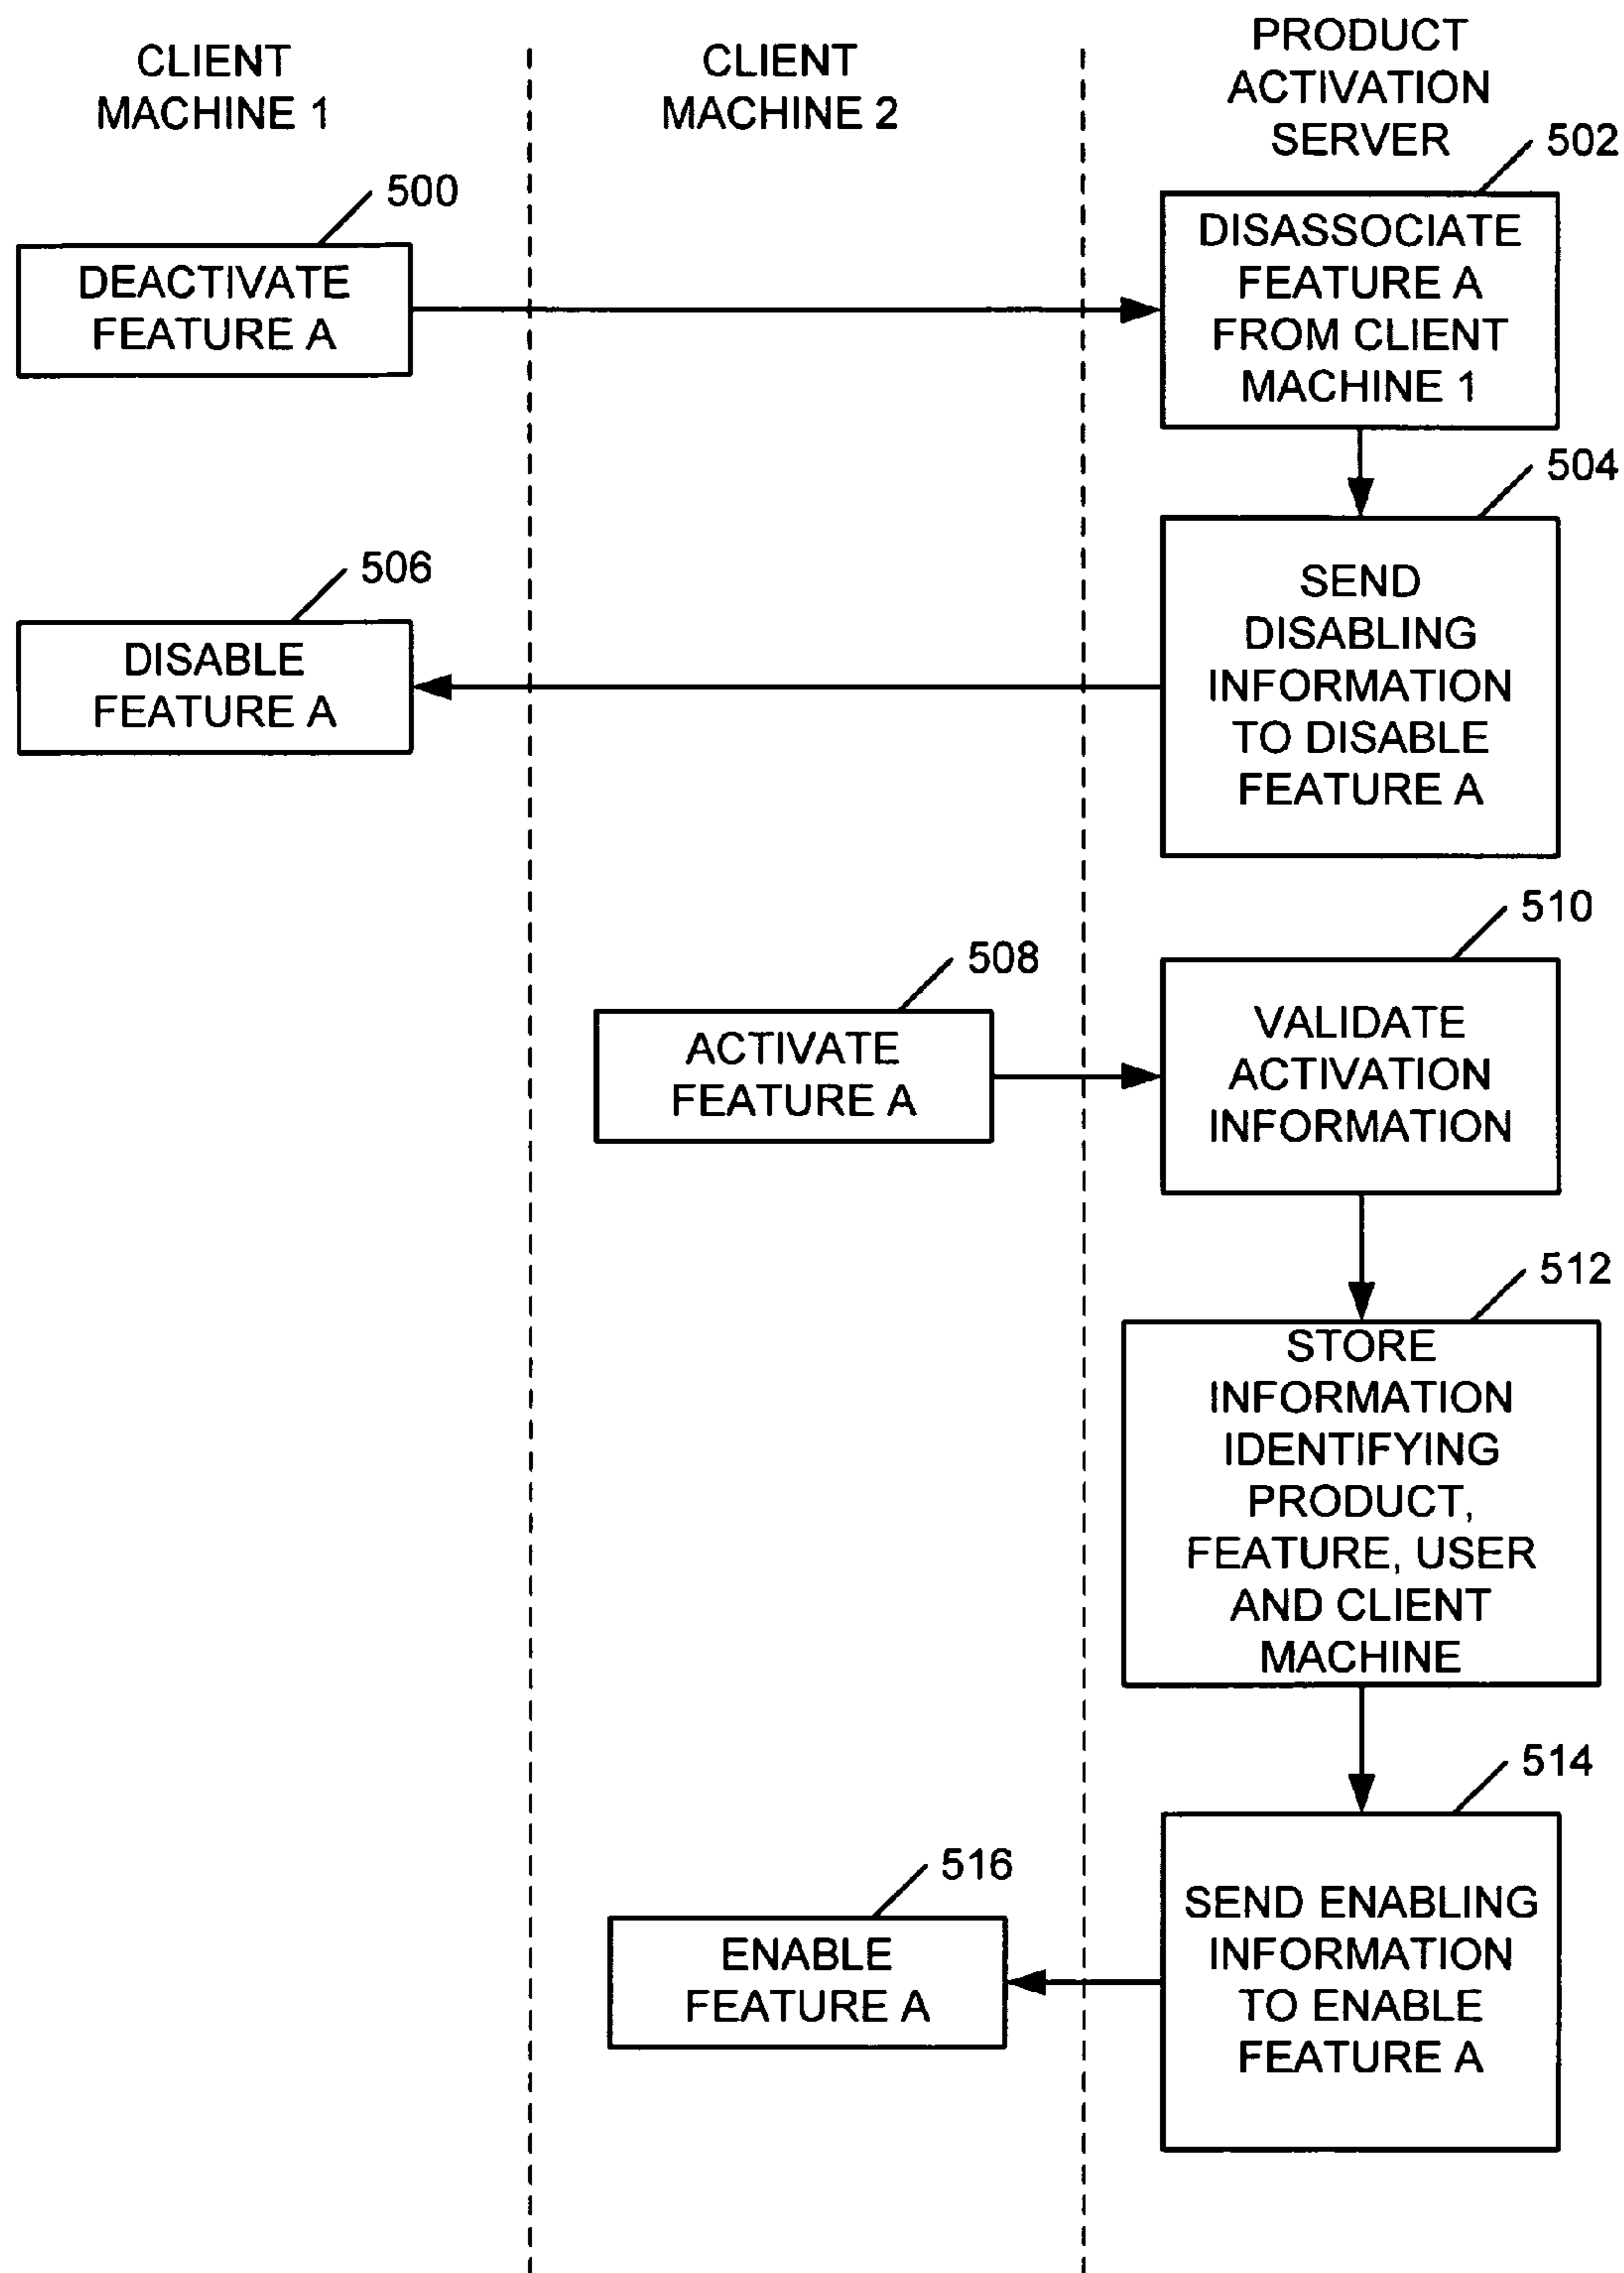 CLIENT
MACHINE 1
CLIENT
MACHINE 2
PRODUCT
ACTIVATION
SERVER
502
500
DEACTIVATE
FEATURE A
DISASSOCIATE
FEATURE A
FROM CLIENT
MACHINE 1
504
506
DISABLE
FEATURE A
SEND
DISABLING
INFORMATION
TO DISABLE
FEATURE A
510
508
ACTIVATE
FEATURE A
VALIDATE
ACTIVATION
INFORMATION
512
STORE
INFORMATION
IDENTIFYING
PRODUCT,
FEATURE, USER
AND CLIENT
MACHINE
514
516
ENABLE
FEATURE A
SEND ENABLING
INFORMATION
TO ENABLE
FEATURE A